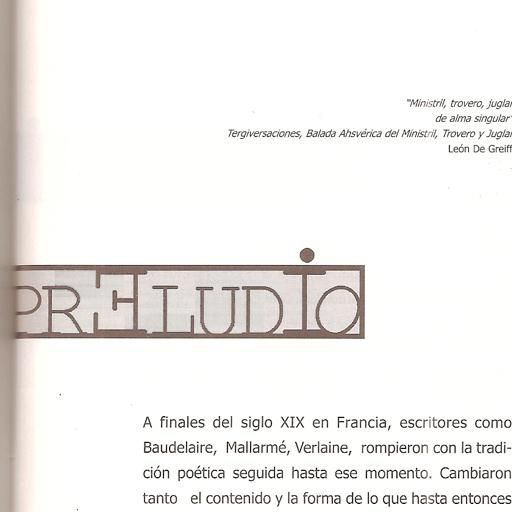 "Ministril, trovero, juglar
de alma singular"
Tergiversaciones, Balada Ahsvérica del Ministril, Trovero y Juglar
León De Greiff
PRELUDIO
A finales del siglo XIX en Francia, escritores como
Baudelaire, Mallarmé, Verlaine, rompieron con la tradi-
ción poética seguida hasta ese momento. Cambiaron
tanto el contenido y la forma de lo que hasta entonces